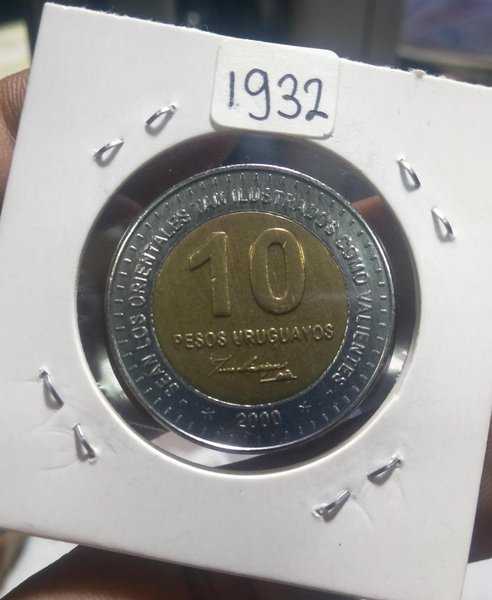 1932
SEAN LOS ORIENTALES TAN ILUSTRADOS COMO VALIENTES
10
PESOS URUGUAYOS
2000